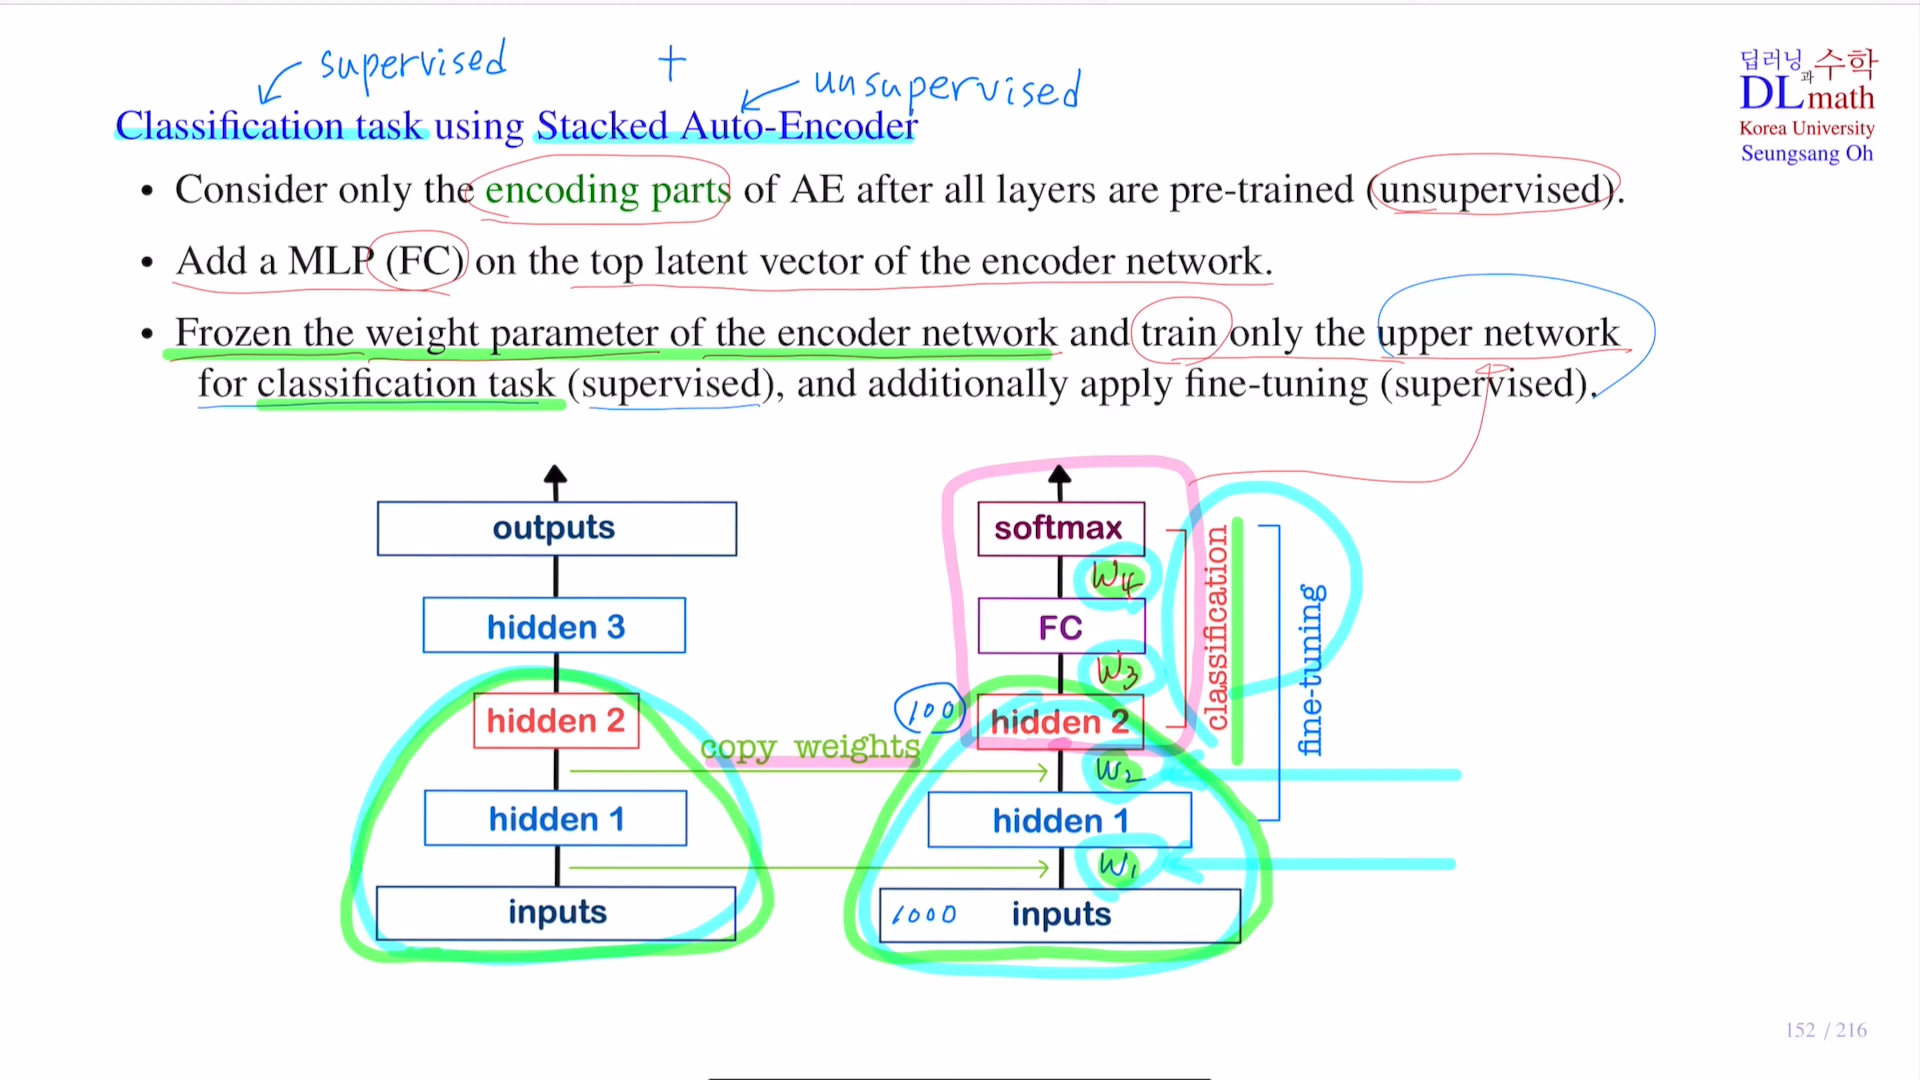 supervised + unsupervised
딥러닝과 수학
DL math
Korea University
Seungsang Oh
Classification task using Stacked Auto-Encoder
• Consider only the encoding parts of AE after all layers are pre-trained (unsupervised).
• Add a MLP (FC) on the top latent vector of the encoder network.
• Frozen the weight parameter of the encoder network and train only the upper network
for classification task (supervised), and additionally apply fine-tuning (supervised).
outputs
hidden 3
hidden 2
hidden 1
inputs
copy weights
softmax
W4
FC
W3
100
hidden 2
W2
hidden 1
W1
1000 inputs
classification
fine-tuning
152 / 216